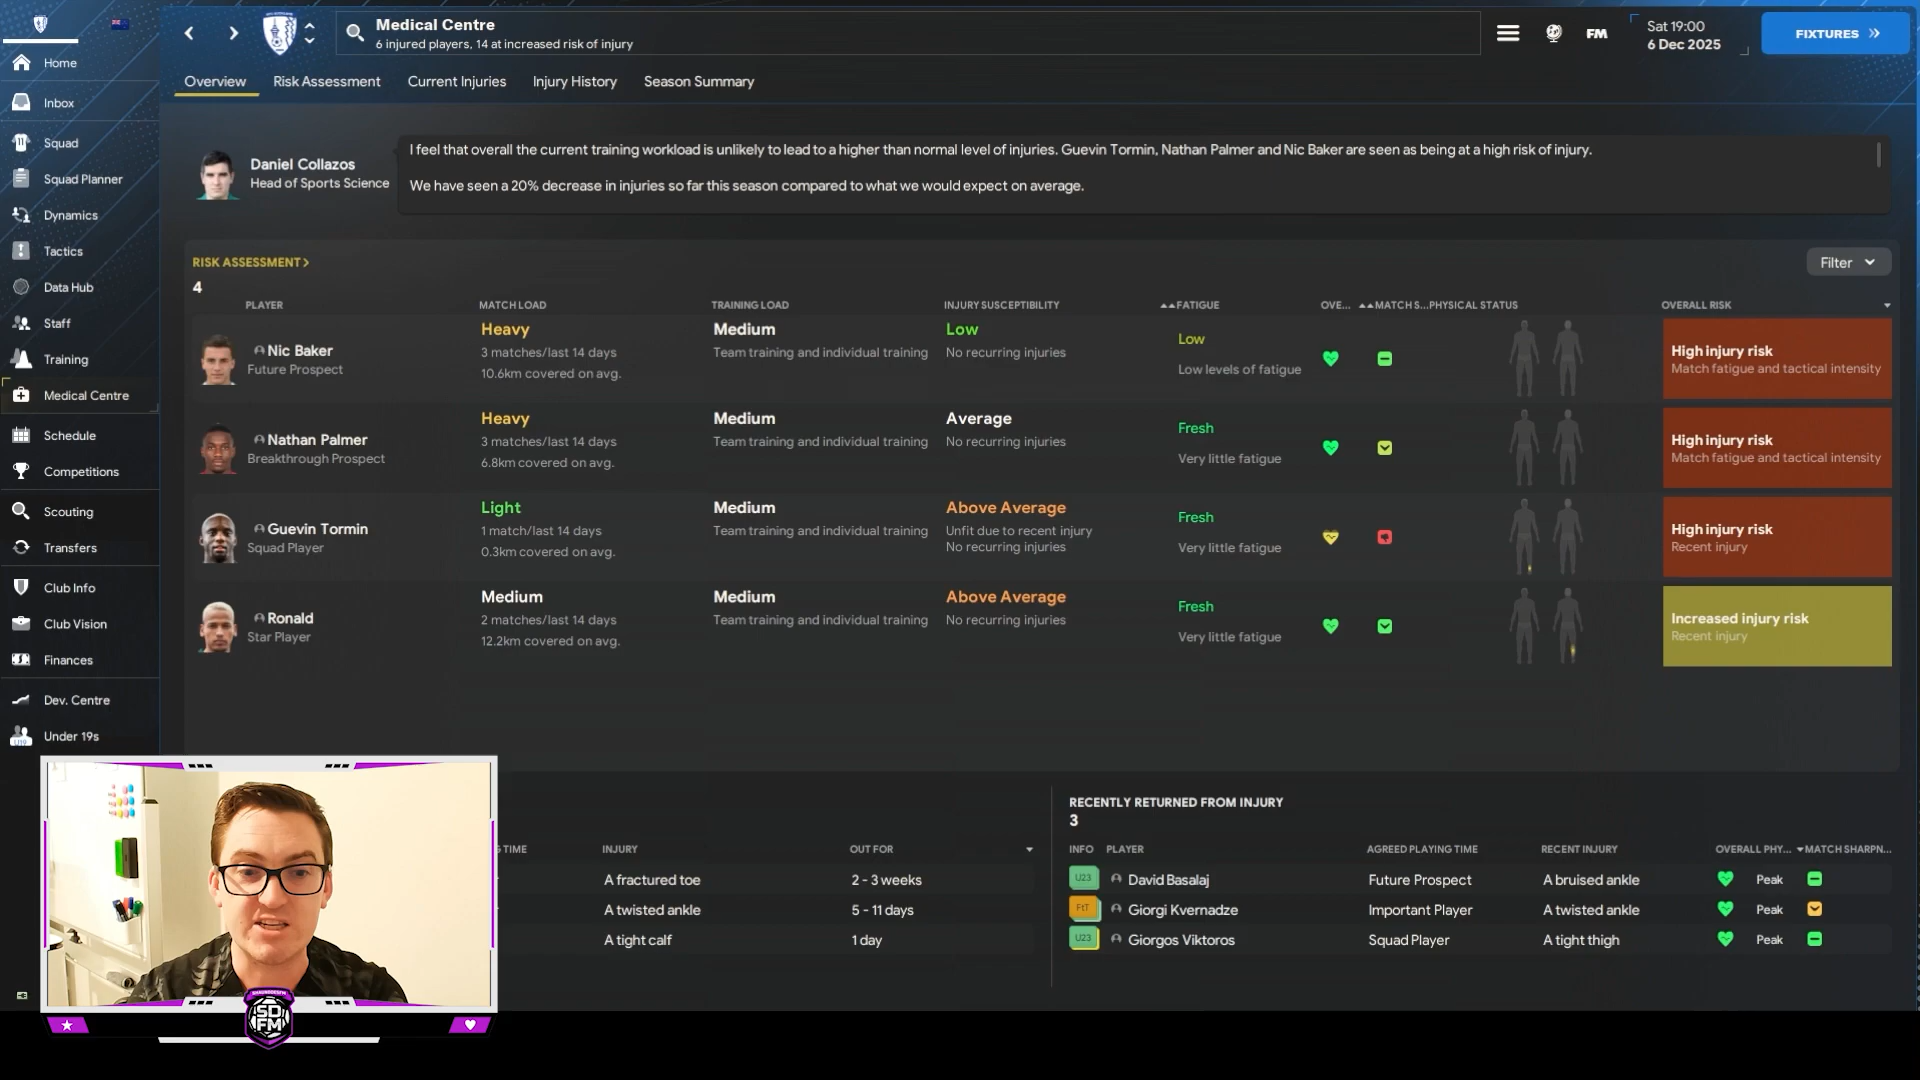 Medical Centre
6 injured players, 14 at increased risk of injury
FM
Sat 19:00
6 Dec 2025
FIXTURES
Overview
Risk Assessment
Current Injuries
Injury History
Season Summary
Home
Inbox
Squad
Squad Planner
Dynamics
Tactics
Data Hub
Staff
Training
Medical Centre
Schedule
Competitions
Scouting
Transfers
Club Info
Club Vision
Finances
Dev. Centre
Under 19s
U19
Daniel Collazos
Head of Sports Science
I feel that overall the current training workload is unlikely to lead to a higher than normal level of injuries. Guevin Tormin, Nathan Palmer and Nic Baker are seen as being at a high risk of injury.
We have seen a 20% decrease in injuries so far this season compared to what we would expect on average.
RISK ASSESSMENT >
4
Filter
PLAYER MATCH LOAD TRAINING LOAD INJURY SUSCEPTIBILITY FATIGUE OVE... MATCH S... PHYSICAL STATUS OVERALL RISK
Nic Baker
Future Prospect
Heavy
3 matches/last 14 days
10.6km covered on avg.
Medium
Team training and individual training
Low
No recurring injuries
Low
Low levels of fatigue
High injury risk
Match fatigue and tactical intensity
Nathan Palmer
Breakthrough Prospect
Heavy
3 matches/last 14 days
6.8km covered on avg.
Medium
Team training and individual training
Average
No recurring injuries
Fresh
Very little fatigue
High injury risk
Match fatigue and tactical intensity
Guevin Tormin
Squad Player
Light
1 match/last 14 days
0.3km covered on avg.
Medium
Team training and individual training
Above Average
Unfit due to recent injury
No recurring injuries
Fresh
Very little fatigue
High injury risk
Recent injury
Ronald
Star Player
Medium
2 matches/last 14 days
12.2km covered on avg.
Medium
Team training and individual training
Above Average
No recurring injuries
Fresh
Very little fatigue
Increased injury risk
Recent injury
G TIME INJURY OUT FOR
A fractured toe 2 - 3 weeks
A twisted ankle 5 - 11 days
A tight calf 1 day
RECENTLY RETURNED FROM INJURY
3
INFO PLAYER AGREED PLAYING TIME RECENT INJURY OVERALL PHY... MATCH SHARPN...
U23 David Basalaj Future Prospect A bruised ankle Peak
FtT Giorgi Kvernadze Important Player A twisted ankle Peak
U23 Giorgos Viktoros Squad Player A tight thigh Peak
SD
FM